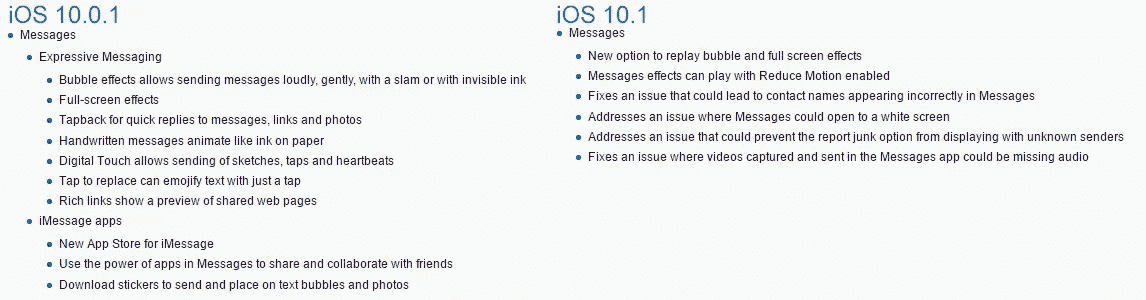 iOS 10.0.1
Messages
Expressive Messaging
Bubble effects allows sending messages loudly, gently, with a slam or with invisible ink
Full-screen effects
Tapback for quick replies to messages, links and photos
Handwritten messages animate like ink on paper
Digital Touch allows sending of sketches, taps and heartbeats
Tap to replace can emojify text with just a tap
Rich links show a preview of shared web pages
iMessage apps
New App Store for iMessage
Use the power of apps in Messages to share and collaborate with friends
Download stickers to send and place on text bubbles and photos
iOS 10.1
Messages
New option to replay bubble and full screen effects
Messages effects can play with Reduce Motion enabled
Fixes an issue that could lead to contact names appearing incorrectly in Messages
Addresses an issue where Messages could open to a white screen
Addresses an issue that could prevent the report junk option from displaying with unknown senders
Fixes an issue where videos captured and sent in the Messages app could be missing audio